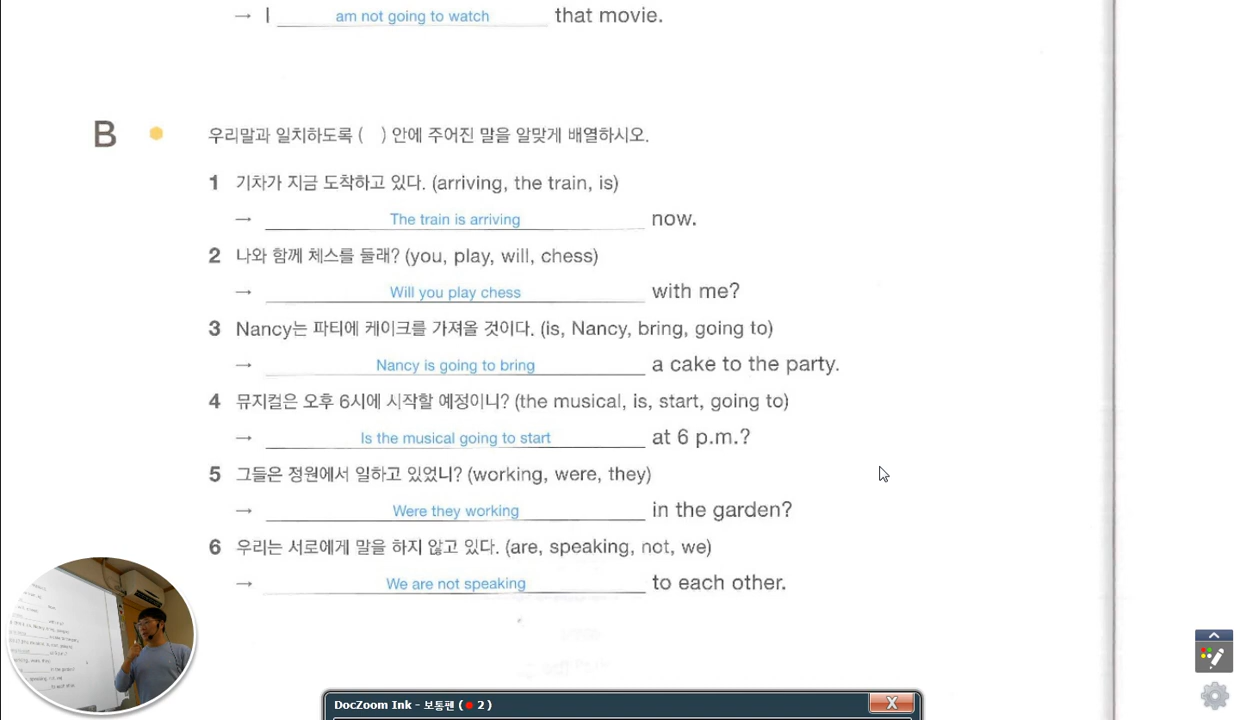 → I am not going to watch that movie.
B 우리말과 일치하도록 ( ) 안에 주어진 말을 알맞게 배열하시오.
1 기차가 지금 도착하고 있다. (arriving, the train, is)
→ The train is arriving now.
2 나와 함께 체스를 둘래? (you, play, will, chess)
→ Will you play chess with me?
3 Nancy는 파티에 케이크를 가져올 것이다. (is, Nancy, bring, going to)
→ Nancy is going to bring a cake to the party.
4 뮤지컬은 오후 6시에 시작할 예정이니? (the musical, is, start, going to)
→ Is the musical going to start at 6 p.m.?
5 그들은 정원에서 일하고 있었니? (working, were, they)
→ Were they working in the garden?
6 우리는 서로에게 말을 하지 않고 있다. (are, speaking, not, we)
→ We are not speaking to each other.
DocZoom Ink - 보통펜 ( 2 )